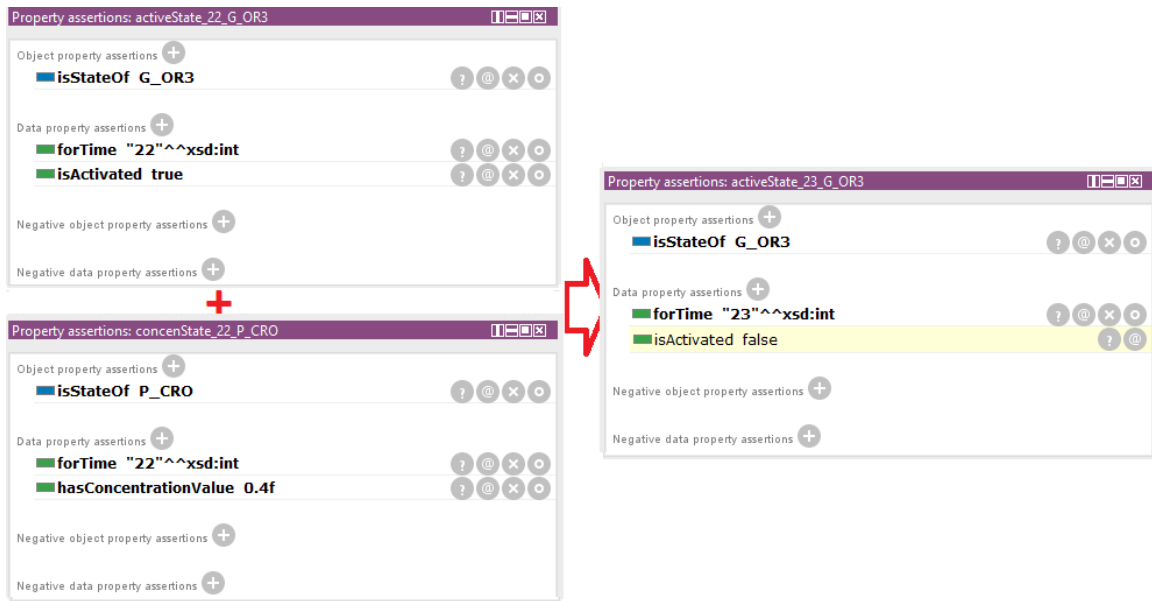 Property assertions: activeState_22_G_OR3
Object property assertions
isStateOf G_OR3
Data property assertions
forTime "22"^^xsd:int
isActivated true
Negative object property assertions
Negative data property assertions
+
Property assertions: concenState_22_P_CRO
Object property assertions
isStateOf P_CRO
Data property assertions
forTime "22"^^xsd:int
hasConcentrationValue 0.4f
Negative object property assertions
Negative data property assertions
Property assertions: activeState_23_G_OR3
Object property assertions
isStateOf G_OR3
Data property assertions
forTime "23"^^xsd:int
isActivated false
Negative object property assertions
Negative data property assertions